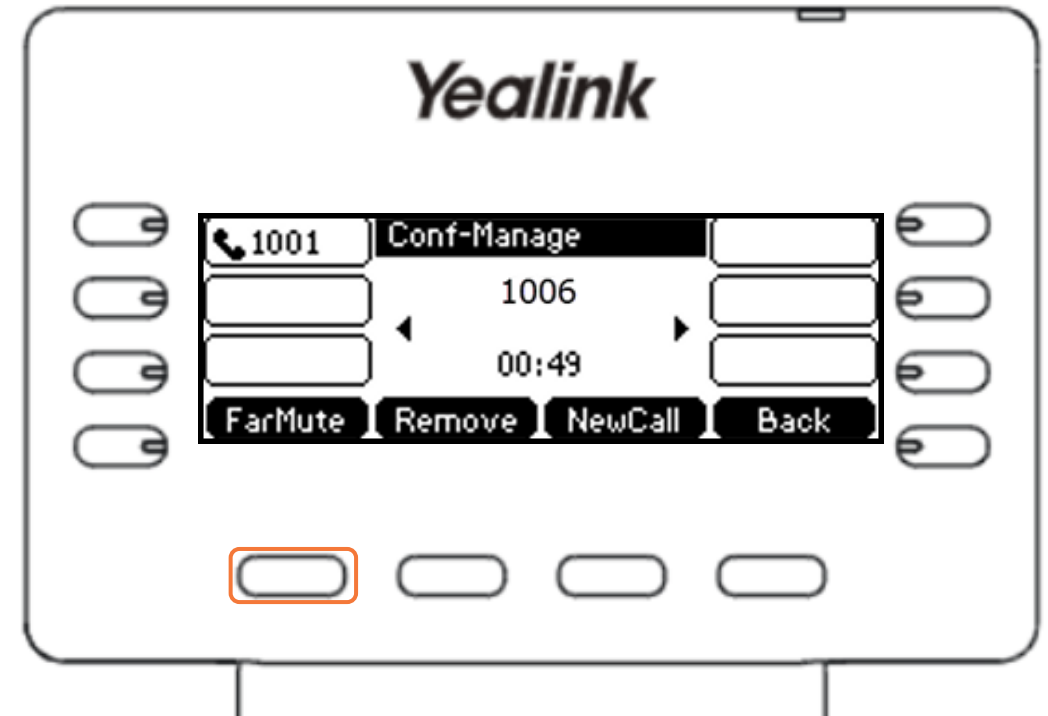 Yealink
1001
Conf-Manage
1006
00:49
FarMute Remove NewCall Back